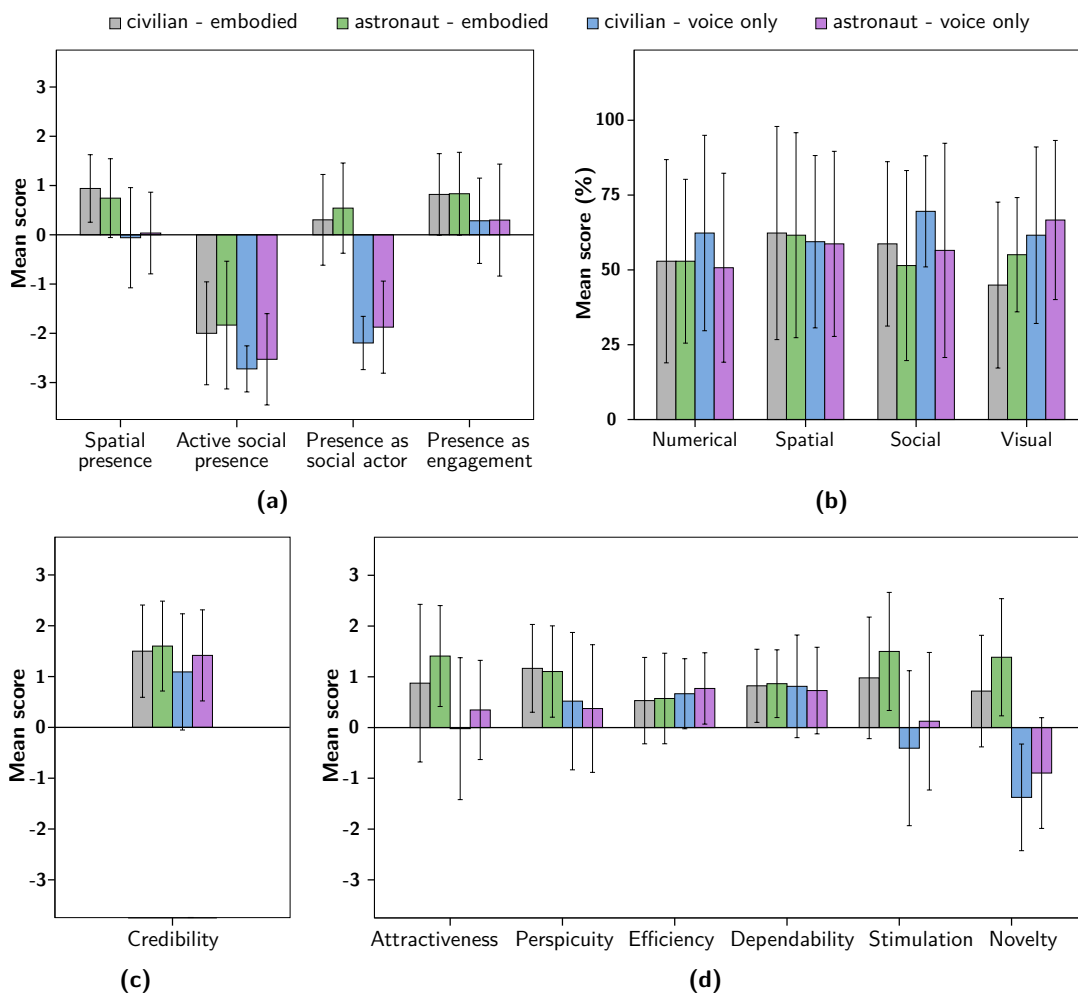 civilian - embodied astronaut - embodied civilian - voice only astronaut - voice only
Mean score
3
2
1
0
-1
-2
-3
Spatial presence
Active social presence
Presence as social actor
Presence as engagement
(a)
Mean score (%)
100
75
50
25
0
Numerical Spatial Social Visual
(b)
Mean score
3
2
1
0
-1
-2
-3
Credibility
(c)
Mean score
3
2
1
0
-1
-2
-3
Attractiveness Perspicuity Efficiency Dependability Stimulation Novelty
(d)